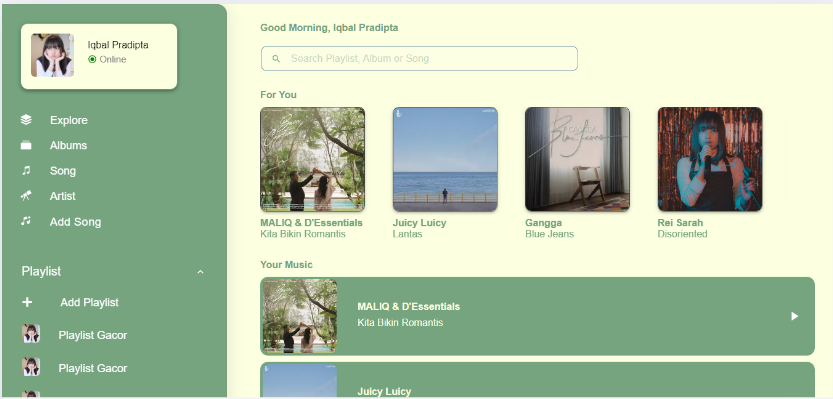 Iqbal Pradipta
Online
Explore
Albums
Song
Artist
Add Song
Playlist
Add Playlist
Playlist Gacor
Playlist Gacor
Good Morning, Iqbal Pradipta
Search Playlist, Album or Song
For You
MALIQ & D'Essentials
Kita Bikin Romantis
Juicy Luicy
Lantas
Gangga
Blue Jeans
Rei Sarah
Disoriented
Your Music
MALIQ & D'Essentials
Kita Bikin Romantis
Juicy Luicy